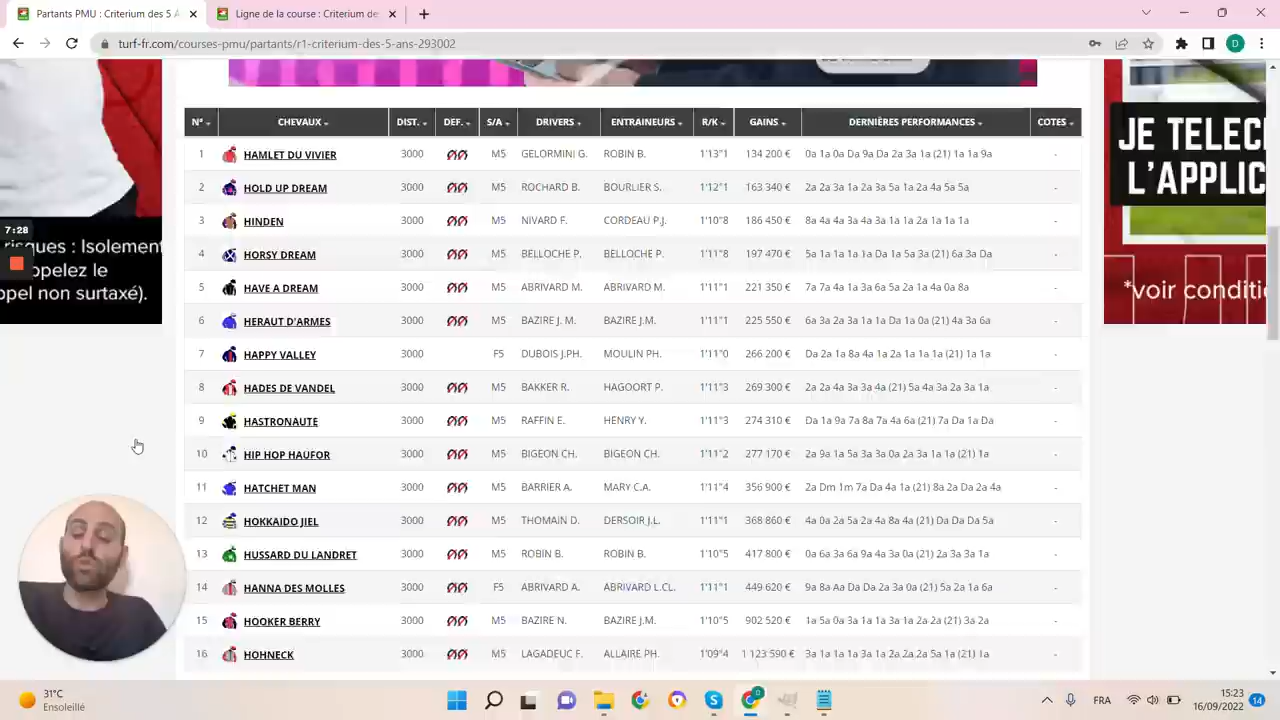 Partants PMU : Criterium des 5 A
Ligne de courses : Criterium de
turf-fr.com/courses-pmu/partants/r1-criterium-des-5-ans-293002
D
JE TELEC
L'APPLIC
*voir conditi
7:28
risques : Isolement
ppelez le
ppel non surtaxé).
N° CHEVAUX DIST. DEF. S/A DRIVERS ENTRAINEURS R/K GAINS DERNIÈRES PERFORMANCES COTES
1 HAMLET DU VIVIER 3000 M5 GELORMINI G. ROBIN B. 1'13"1 134 200 € 0a 1a 0a Da 9a Da 2a 3a 1a (21) 1a 1a 9a -
2 HOLD UP DREAM 3000 M5 ROCHARD B. BOURLIER S. 1'12"1 163 340 € 2a 2a 3a 1a 2a 3a 5a 1a 2a 4a 5a 5a -
3 HINDEN 3000 M5 NIVARD F. CORDEAU P.J. 1'10"8 186 450 € 8a 4a 4a 3a 4a 3a 1a 1a 2a 1a 1a 1a -
4 HORSY DREAM 3000 M5 BELLOCHE P. BELLOCHE P. 1'11"8 197 470 € 5a 1a 1a 1a 1a Da 1a 5a 3a (21) 6a 3a Da -
5 HAVE A DREAM 3000 M5 ABRIVARD M. ABRIVARD M. 1'11"1 221 350 € 7a 7a 4a 1a 3a 6a 5a 2a 1a 4a 0a 8a -
6 HERAUT D'ARMES 3000 M5 BAZIRE J. M. BAZIRE J.M. 1'11"1 225 550 € 6a 3a 2a 3a 1a 1a Da 1a 0a (21) 4a 3a 6a -
7 HAPPY VALLEY 3000 F5 DUBOIS J.PH. MOULIN PH. 1'11"0 266 200 € Da 2a 1a 8a 4a 1a 2a 1a 1a 1a (21) 1a 1a -
8 HADES DE VANDEL 3000 M5 BAKKER R. HAGOORT P. 1'11"3 269 300 € 2a 2a 4a 3a 3a 4a (21) 5a 4a 3a 2a 3a 1a -
9 HASTRONAUTE 3000 M5 RAFFIN E. HENRY Y. 1'11"3 274 310 € Da 1a 9a 7a 8a 7a 4a 6a (21) 7a Da 1a Da -
10 HIP HOP HAUFOR 3000 M5 BIGEON CH. BIGEON CH. 1'11"2 277 170 € 2a 9a 1a 5a 3a 3a 0a 2a 3a 1a 1a (21) 1a -
11 HATCHET MAN 3000 M5 BARRIER A. MARY C.A. 1'11"4 356 900 € 2a Dm 1m 7a Da 4a 1a (21) 8a 2a Da 2a 4a -
12 HOKKAIDO JIEL 3000 M5 THOMAIN D. DERSOIR J.L. 1'11"1 368 860 € 4a 0a 2a 5a 2a 4a 8a 4a (21) Da Da Da 5a -
13 HUSSARD DU LANDRET 3000 M5 ROBIN B. ROBIN B. 1'10"5 417 800 € 0a 6a 3a 6a 9a 4a 3a 0a (21) 2a 3a 3a 1a -
14 HANNA DES MOLLES 3000 F5 ABRIVARD A. ABRIVARD L.CL. 1'11"1 449 620 € 9a 8a Aa Da Da 2a 3a 0a (21) 5a 2a 1a 6a -
15 HOOKER BERRY 3000 M5 BAZIRE N. BAZIRE J.M. 1'10"5 902 520 € 1a 5a 0a 3a 1a 1a 3a 1a 2a 2a (21) 3a 2a -
16 HOHNECK 3000 M5 LAGADEUC F. ALLAIRE PH. 1'09"4 1 123 590 € 3a 1a 1a 1a 3a 1a 2a 2a 2a 5a 1a (21) 1a -
31°C
Ensoleillé
FRA
15:23
16/09/2022
14